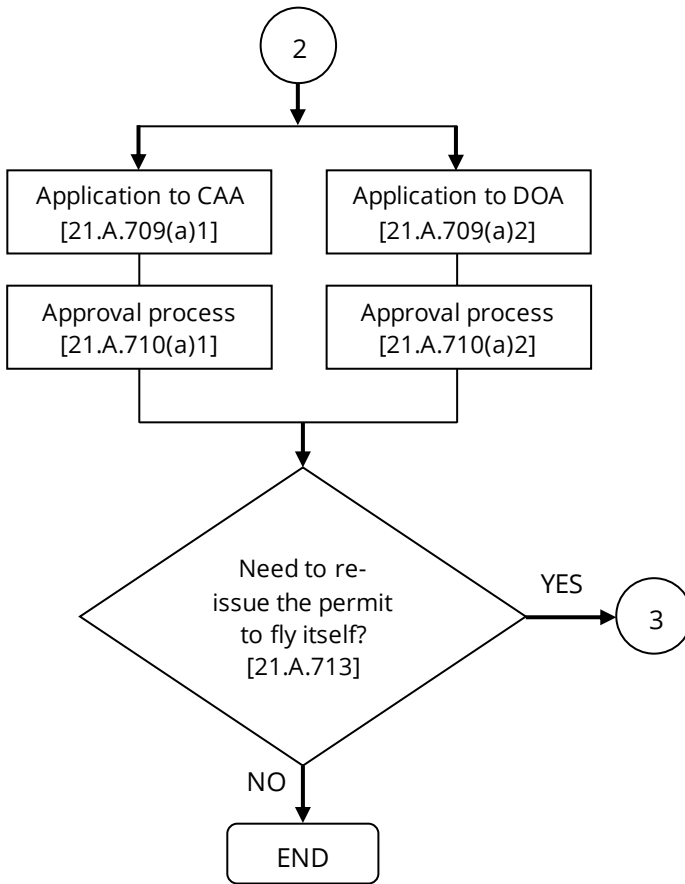 2
Application to CAA
[21.A.709(a)1]
Application to DOA
[21.A.709(a)2]
Approval process
[21.A.710(a)1]
Approval process
[21.A.710(a)2]
Need to re-
issue the permit
to fly itself?
[21.A.713]
YES
3
NO
END